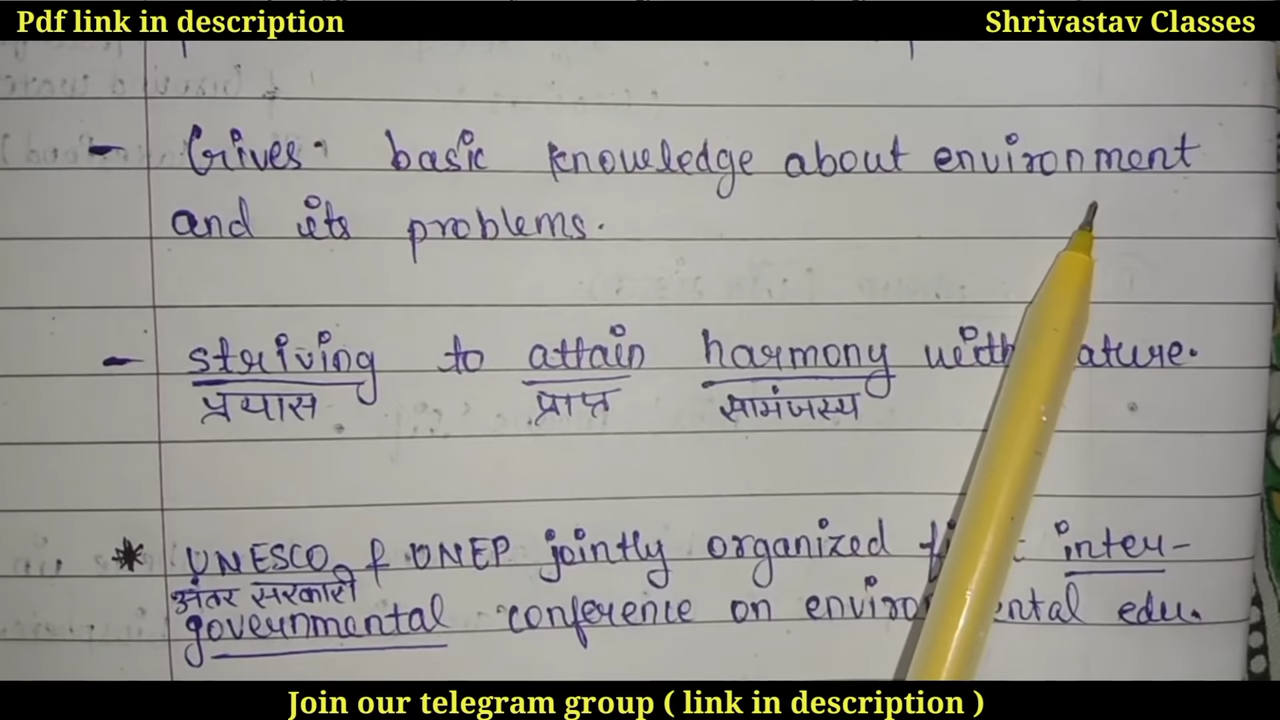 Pdf link in description
Shrivastav Classes
- Gives basic knowledge about environment
and its problems.
- striving to attain harmony with ature.
प्रयास प्राप्त सामंजस्य
* UNESCO & UNEP jointly organized inter-
अंतर सरकारी
governmental conference on edu.
Join our telegram group ( link in description )